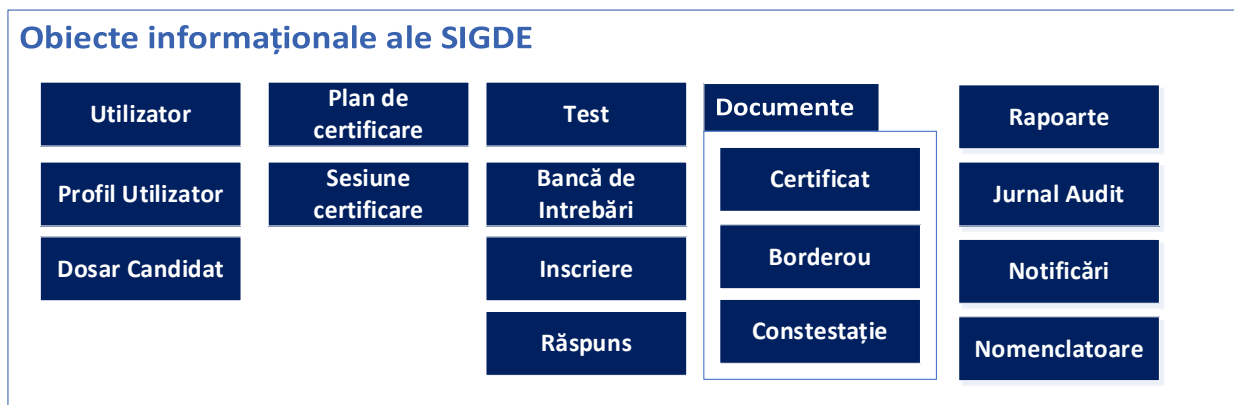 Obiecte informaționale ale SIGDE
Utilizator
Profil Utilizator
Dosar Candidat
Plan de
certificare
Sesiune
certificare
Test
Bancă de
Intrebări
Inscriere
Răspuns
Documente
Certificat
Borderou
Constestație
Rapoarte
Jurnal Audit
Notificări
Nomenclatoare